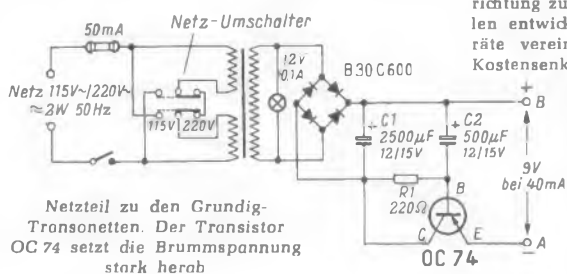 50mA
Netz-Umschalter
Netz 115V~/220V~
≈2W 50Hz
115V 220V
12V
0,1A
B30C600
+ C1
2500µF
12/15V
+ C2
500µF
12/15V
R1
220Ω
B
C E
OC 74
+
B
9V
bei 40mA
A
–
Netzteil zu den Grundig-
Transonetten. Der Transistor
OC 74 setzt die Brummspannung
stark herab
richtung zu
len entwick
räte verein
Kostensenk